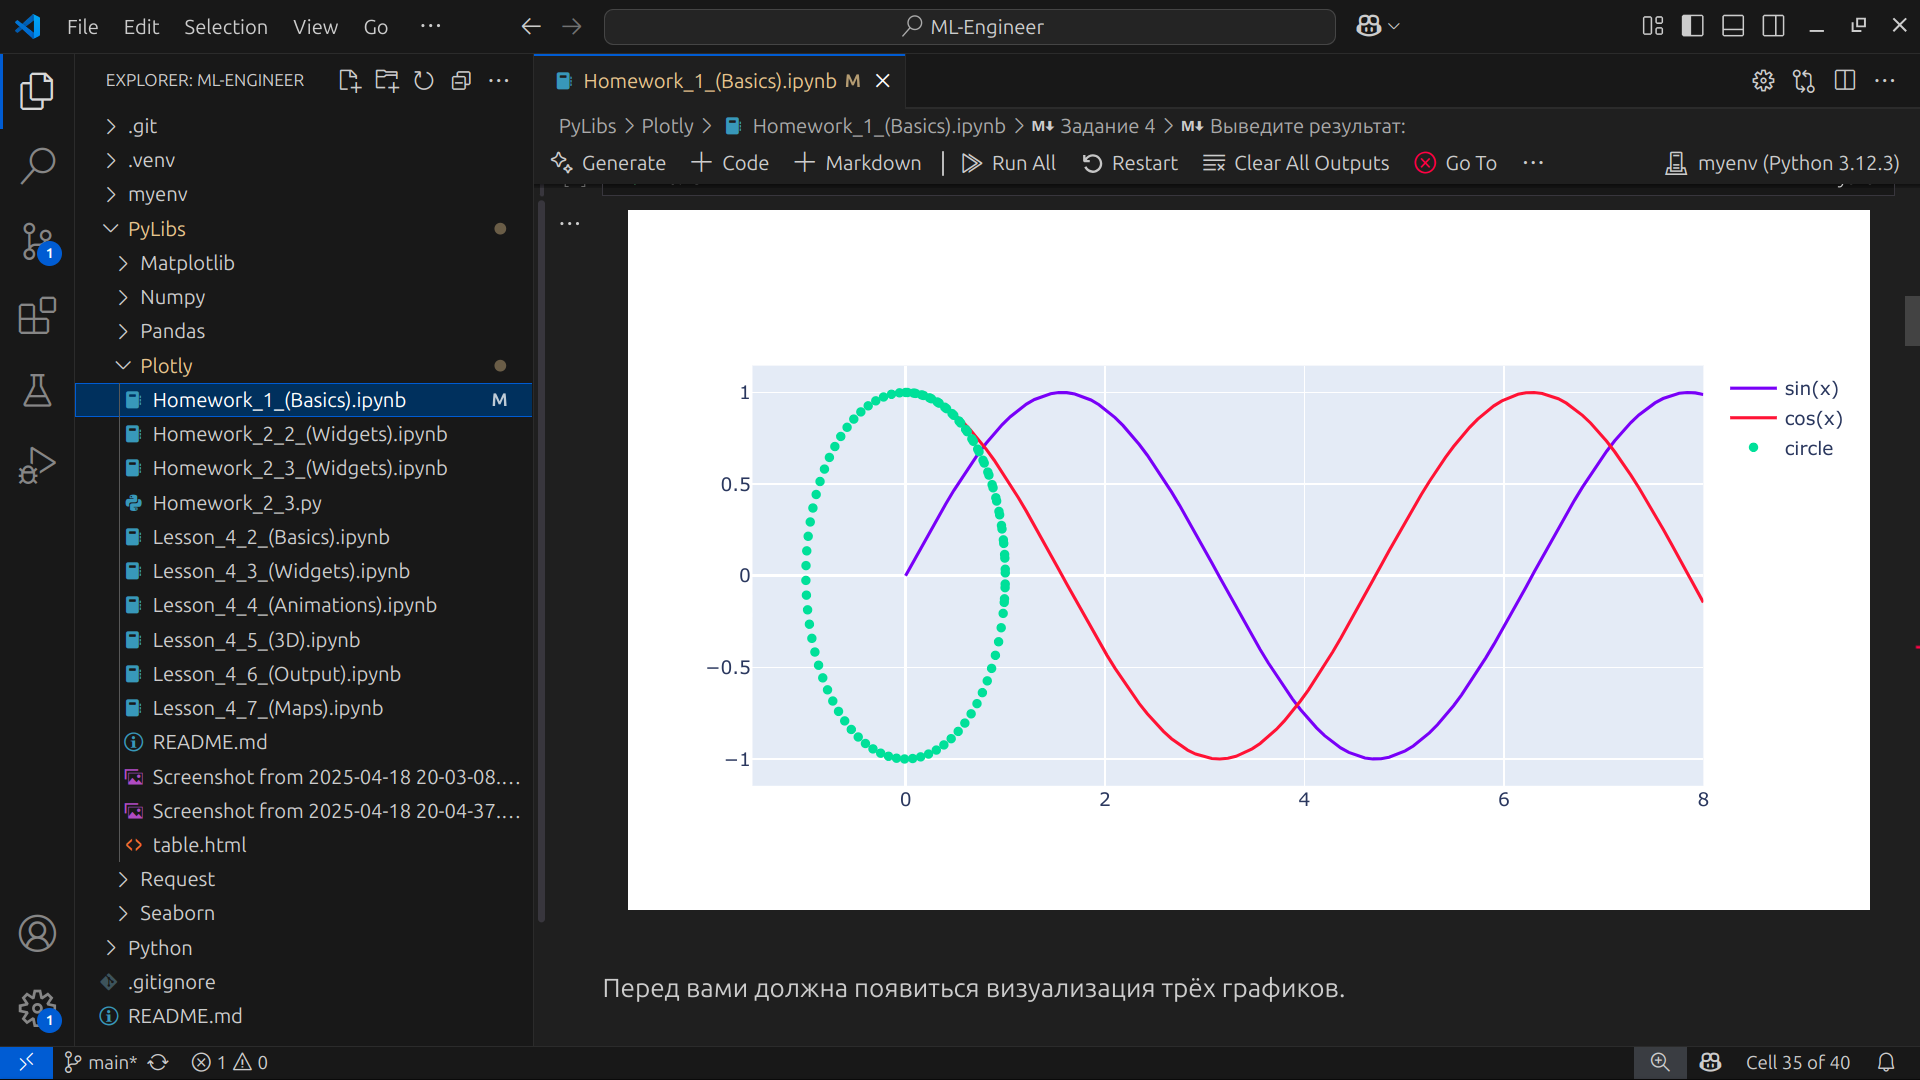 File Edit Selection View Go ML-Engineer
EXPLORER: ML-ENGINEER
.git
.venv
myenv
PyLibs
Matplotlib
Numpy
Pandas
Plotly
Homework_1_(Basics).ipynb M
Homework_2_2_(Widgets).ipynb
Homework_2_3_(Widgets).ipynb
Homework_2_3.py
Lesson_4_2_(Basics).ipynb
Lesson_4_3_(Widgets).ipynb
Lesson_4_4_(Animations).ipynb
Lesson_4_5_(3D).ipynb
Lesson_4_6_(Output).ipynb
Lesson_4_7_(Maps).ipynb
README.md
Screenshot from 2025-04-18 20-03-08....
Screenshot from 2025-04-18 20-04-37....
table.html
Request
Seaborn
Python
.gitignore
README.md
1
1
Homework_1_(Basics).ipynb M
PyLibs > Plotly > Homework_1_(Basics).ipynb > M↓ Задание 4 > M↓ Выведите результат:
Generate + Code + Markdown | Run All Restart Clear All Outputs Go To ... myenv (Python 3.12.3)
1
0.5
0
−0.5
−1
0 2 4 6 8
sin(x)
cos(x)
circle
Перед вами должна появиться визуализация трёх графиков.
main* 1 0 Cell 35 of 40